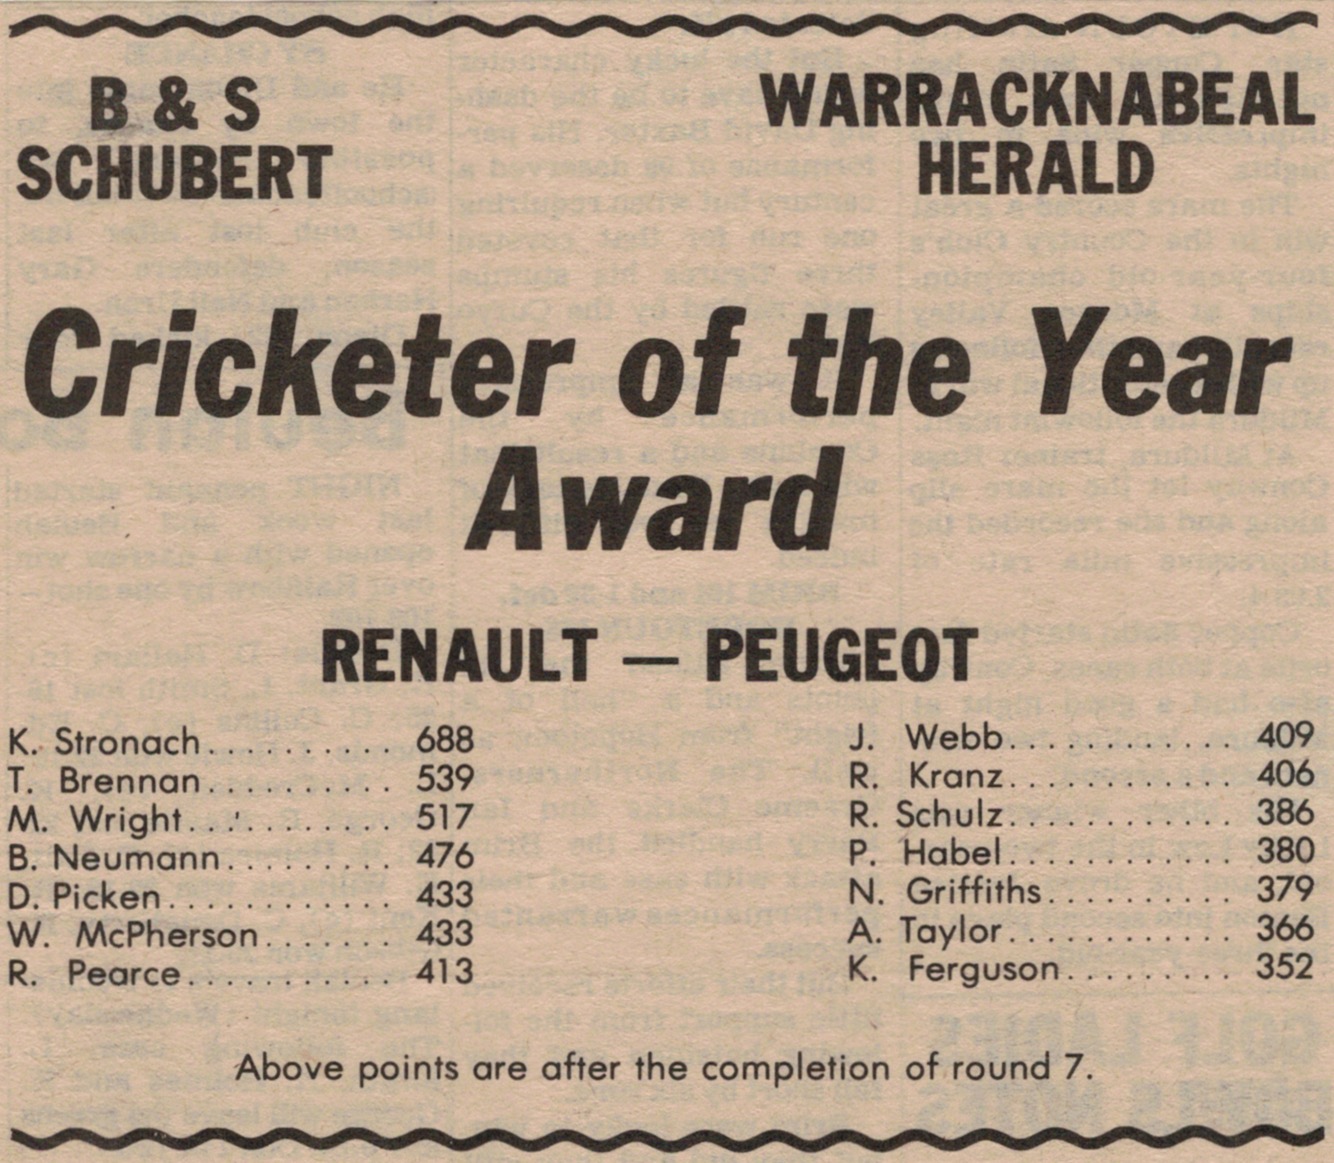 B & S
SCHUBERT
WARRACKNABEAL
HERALD
Cricketer of the Year
Award
RENAULT — PEUGEOT
K. Stronach.......... 688
T. Brennan.......... 539
M. Wright........... 517
B. Neumann......... 476
D. Picken............ 433
W. McPherson....... 433
R. Pearce........... 413
J. Webb............ 409
R. Kranz............ 406
R. Schulz............ 386
P. Habel............ 380
N. Griffiths.......... 379
A. Taylor............ 366
K. Ferguson......... 352
Above points are after the completion of round 7.